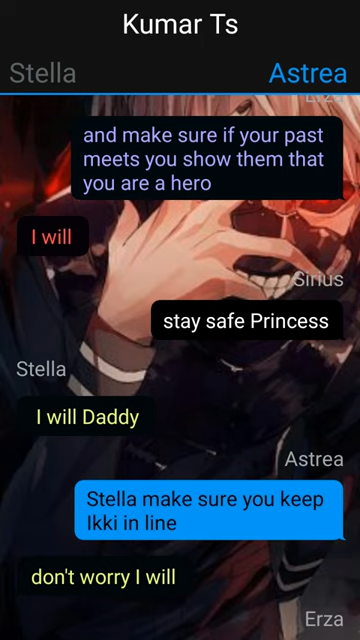 Kumar Ts
Stella Astrea
Erza
and make sure if your past
meets you show them that
you are a hero
I will
Sirius
stay safe Princess
Stella
I will Daddy
Astrea
Stella make sure you keep
Ikki in line
don't worry I will
Erza